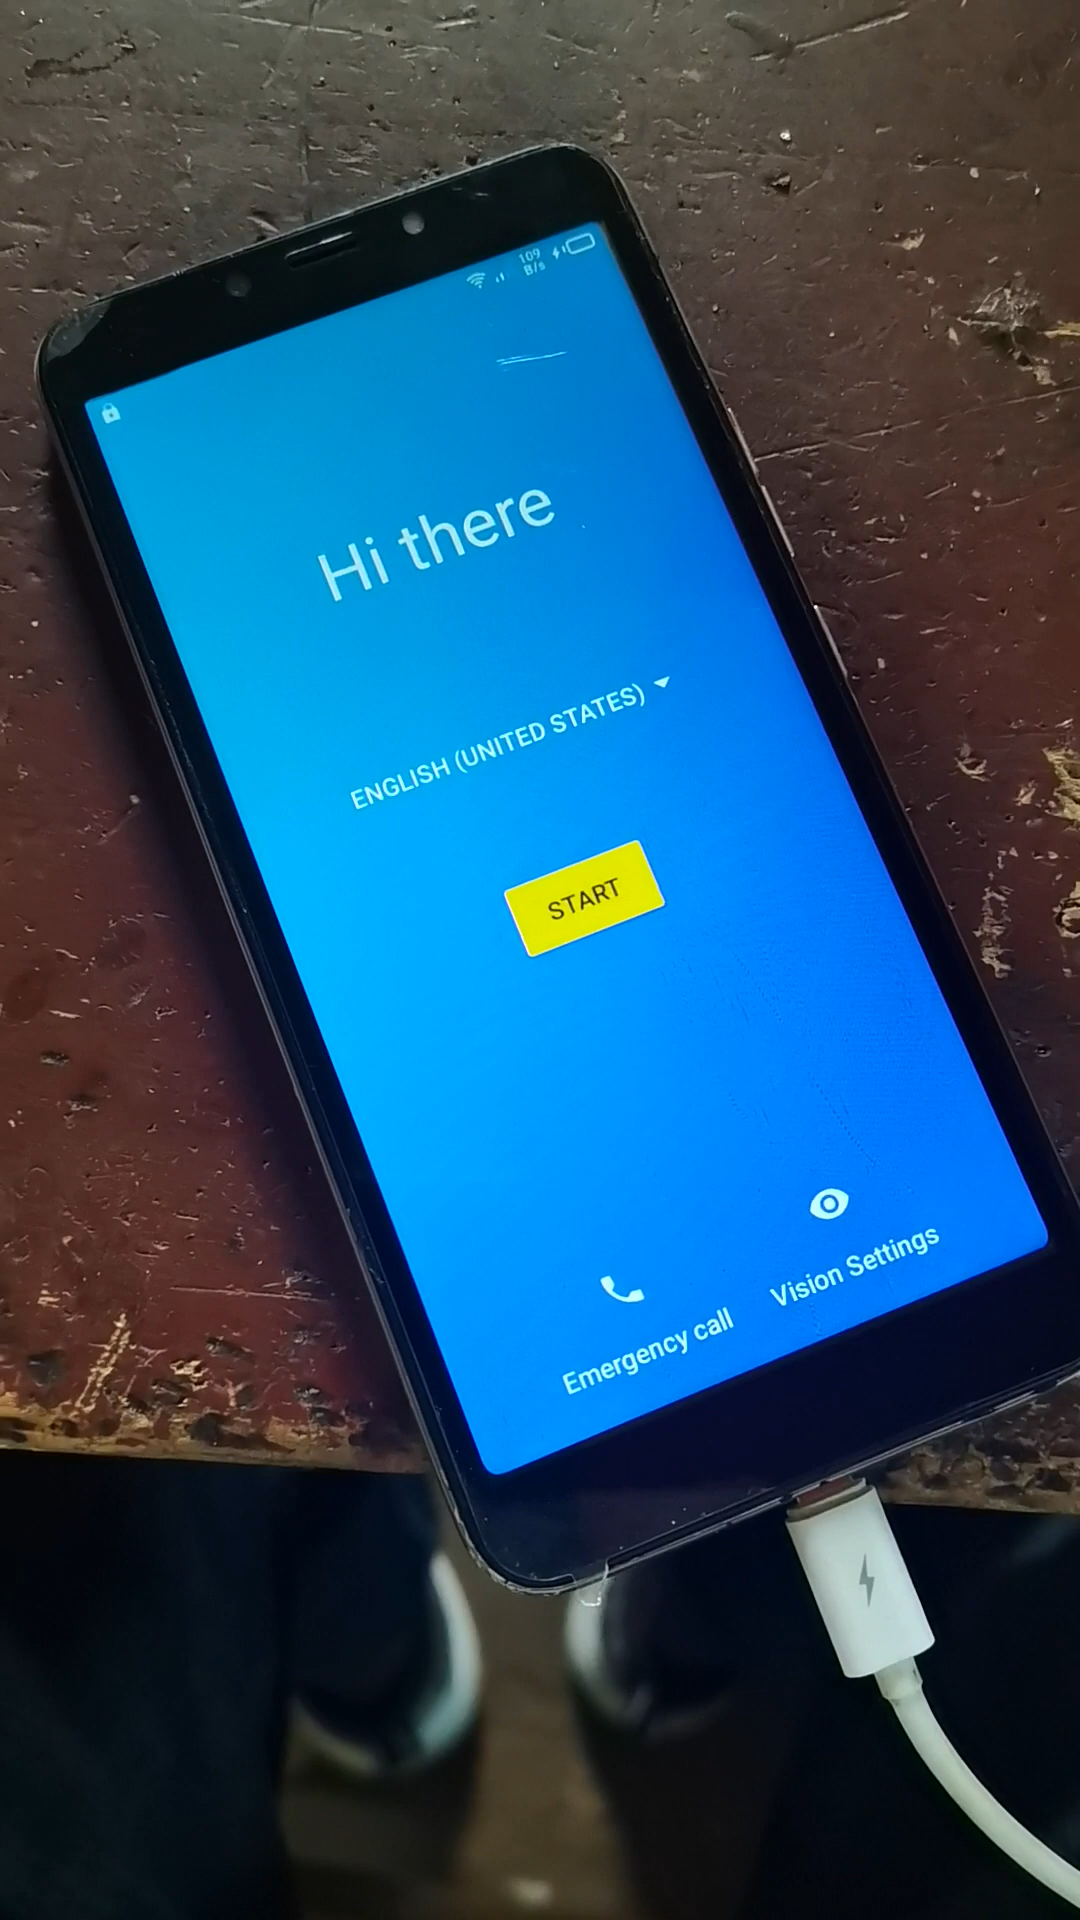 109
B/s
Hi there
ENGLISH (UNITED STATES)
START
Emergency call
Vision Settings